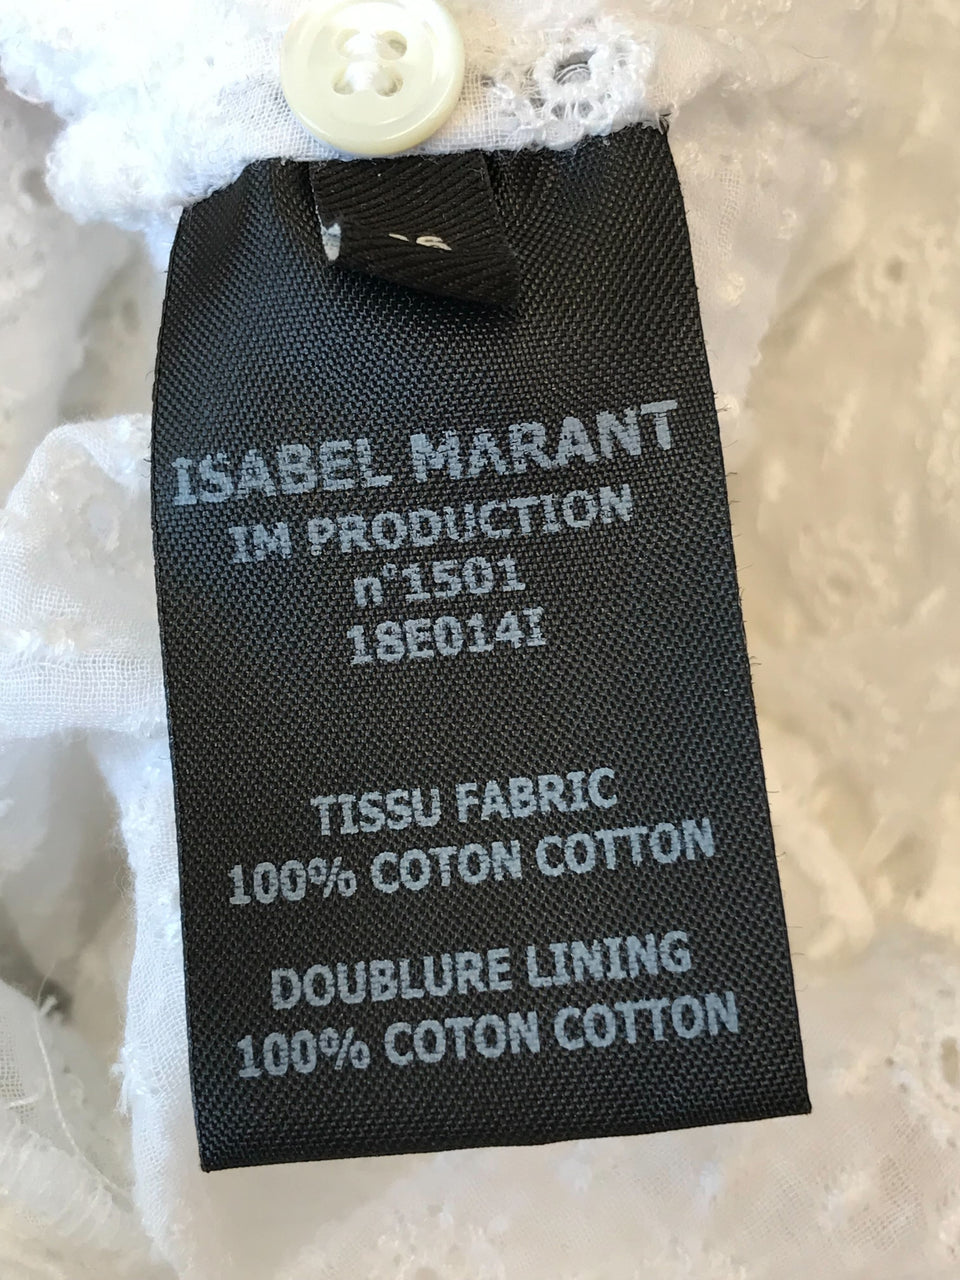 ISABEL MARANT
IM PRODUCTION
n°1501
18E014I
TISSU FABRIC
100% COTON COTTON
DOUBLURE LINING
100% COTON COTTON